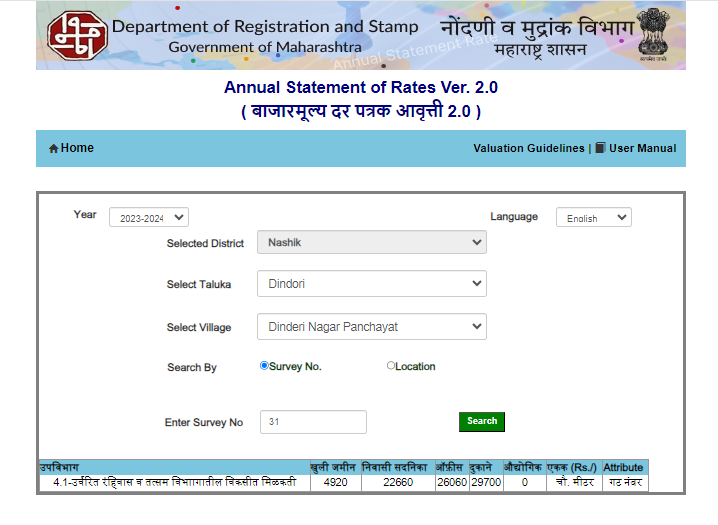 Department of Registration and Stamp
Government of Maharashtra
नोंदणी व मुद्रांक विभाग
महाराष्ट्र शासन
Annual Statement Rate
Annual Statement of Rates Ver. 2.0
( बाजारमूल्य दर पत्रक आवृत्ती 2.0 )
Home
Valuation Guidelines | User Manual
Year 2023-2024 Language English
Selected District Nashik
Select Taluka Dindori
Select Village Dinderi Nagar Panchayat
Search By Survey No. Location
Enter Survey No 31 Search
उपविभाग खुली जमीन निवासी सदनिका ऑफ़ीस दुकाने औद्योगिक एकक (Rs./) Attribute
4.1-उर्वरित रहिवास व तत्सम विभागातील विकसीत मिळकती 4920 22660 26060 29700 0 चौ. मीटर गट नंबर